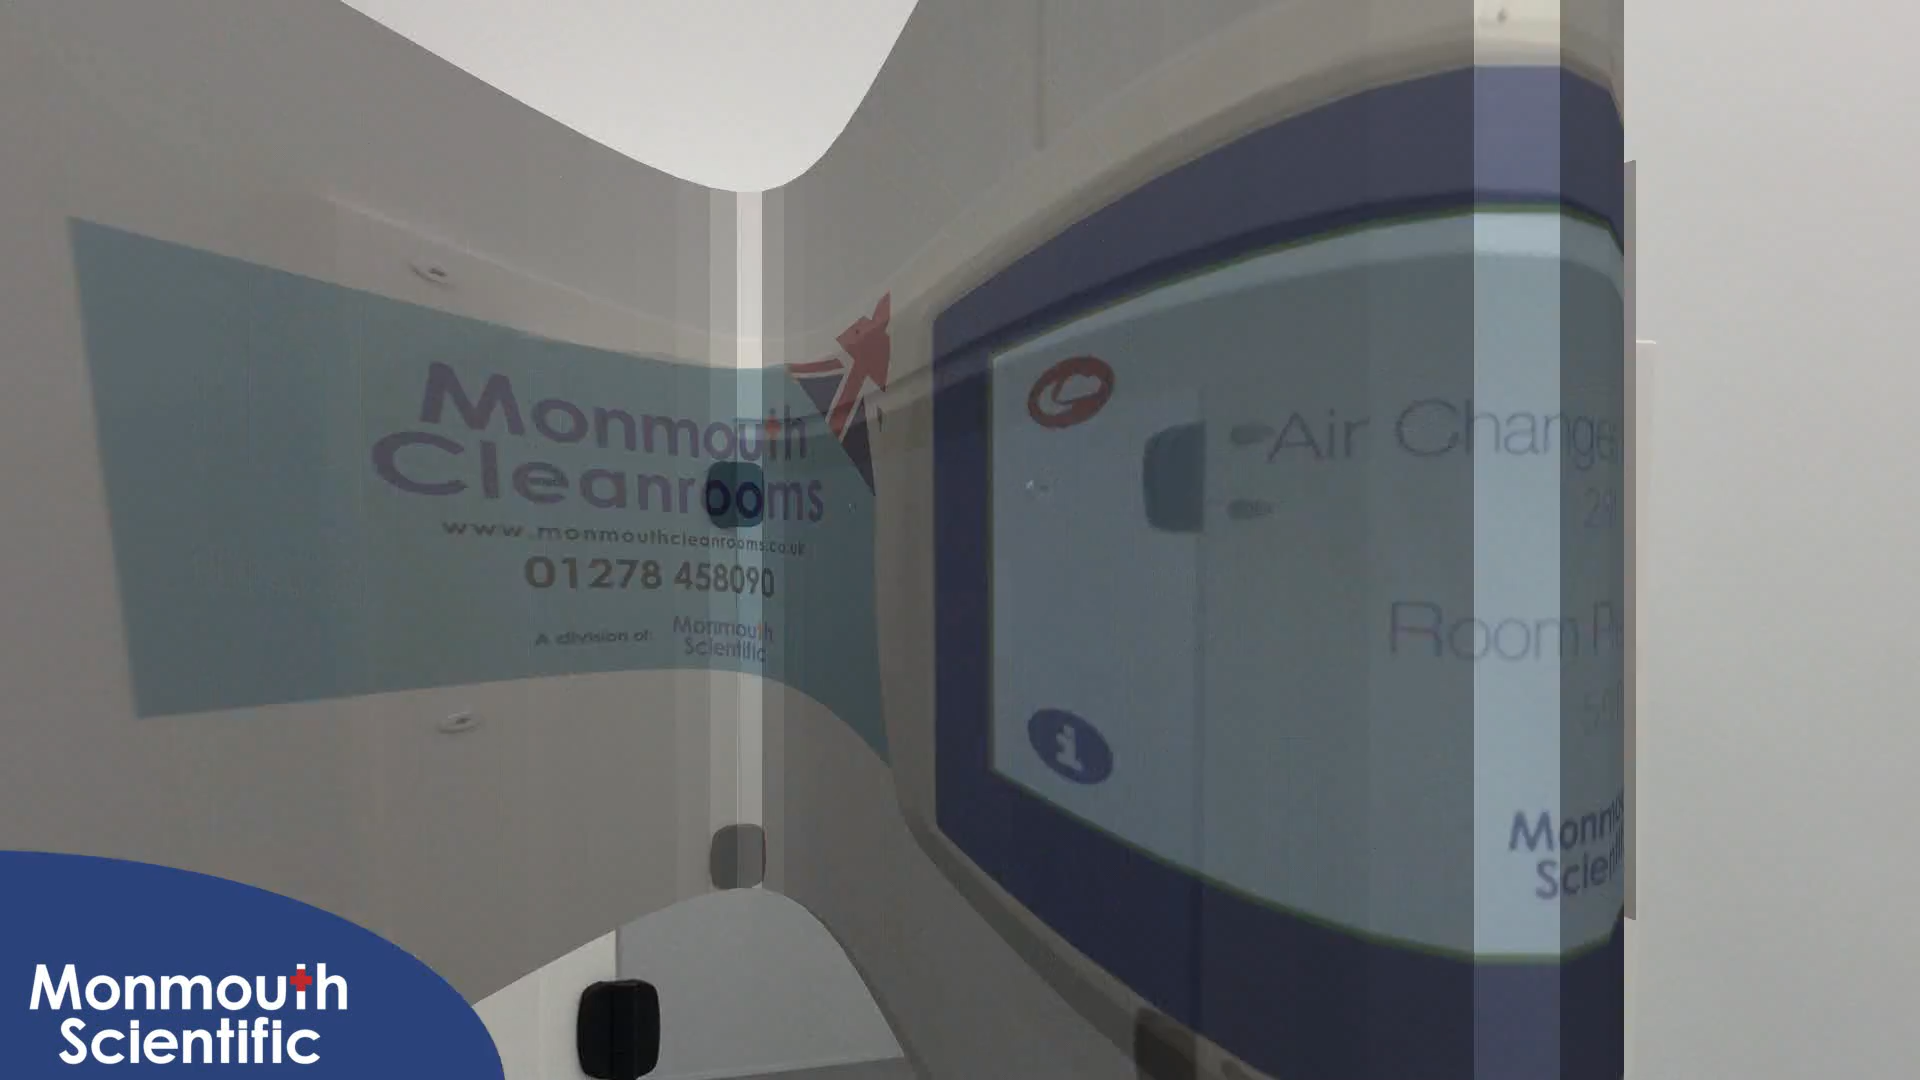 Monmouth
Cleanrooms
www.monmouthcleanrooms.co.uk
01278 458090
A division of:
Monmouth
Scientific
Air Change
Room
Monmouth
Scientific